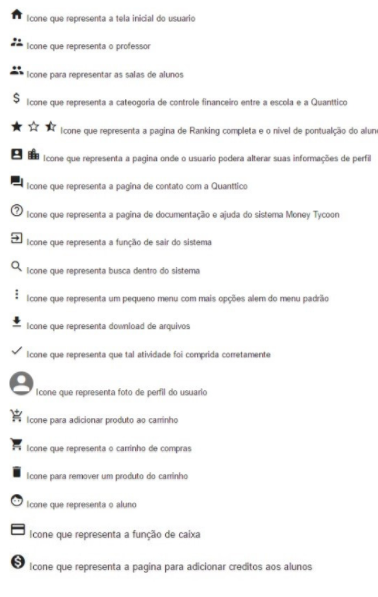 Icone que representa a tela inicial do usuario
Icone que representa o professor
Icone para representar as salas de alunos
Icone que representa a cateogoria de controle financeiro entre a escola e a Quanttico
Icone que representa a pagina de Ranking completa e o nivel de pontualção do alun
Icone que representa a pagina onde o usuario podera alterar suas informações de perfil
Icone que representa a pagina de contato com a Quanttico
Icone que representa a pagina de documentação e ajuda do sistema Money Tycoon
Icone que representa a função de sair do sistema
Icone que representa busca dentro do sistema
Icone que representa um pequeno menu com mais opções alem do menu padrão
Icone que representa download de arquivos
Icone que representa que tal atividade foi comprida corretamente
Icone que representa foto de perfil do usuario
Icone para adicionar produto ao carrinho
Icone que representa o carrinho de compras
Icone para remover um produto do carrinho
Icone que representa o aluno
Icone que representa a função de caixa
Icone que representa a pagina para adicionar creditos aos alunos